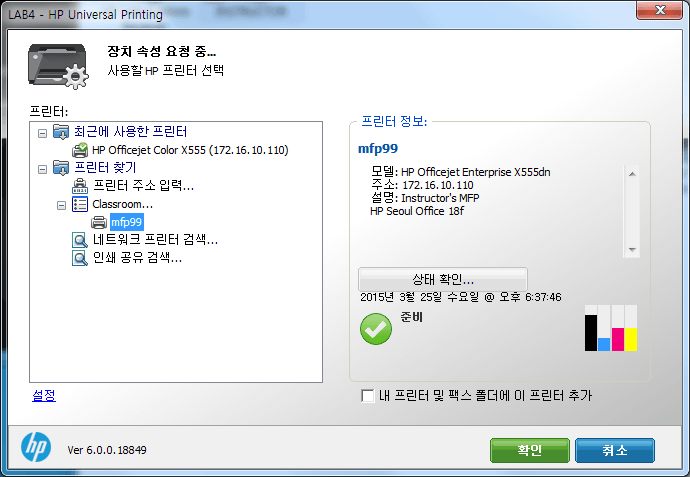 LAB4 - HP Universal Printing
장치 속성 요청 중...
사용할 HP 프린터 선택
프린터:
최근에 사용한 프린터
HP Officejet Color X555 (172.16.10.110)
프린터 찾기
프린터 주소 입력...
Classroom...
mfp99
네트워크 프린터 검색...
인쇄 공유 검색...
설정
프린터 정보:
mfp99
모델: HP Officejet Enterprise X555dn
주소: 172.16.10.110
설명: Instructor's MFP
HP Seoul Office 18f
상태 확인...
2015년 3월 25일 수요일 @ 오후 6:37:46
준비
내 프린터 및 팩스 폴더에 이 프린터 추가
hp
Ver 6.0.0.18849
확인
취소